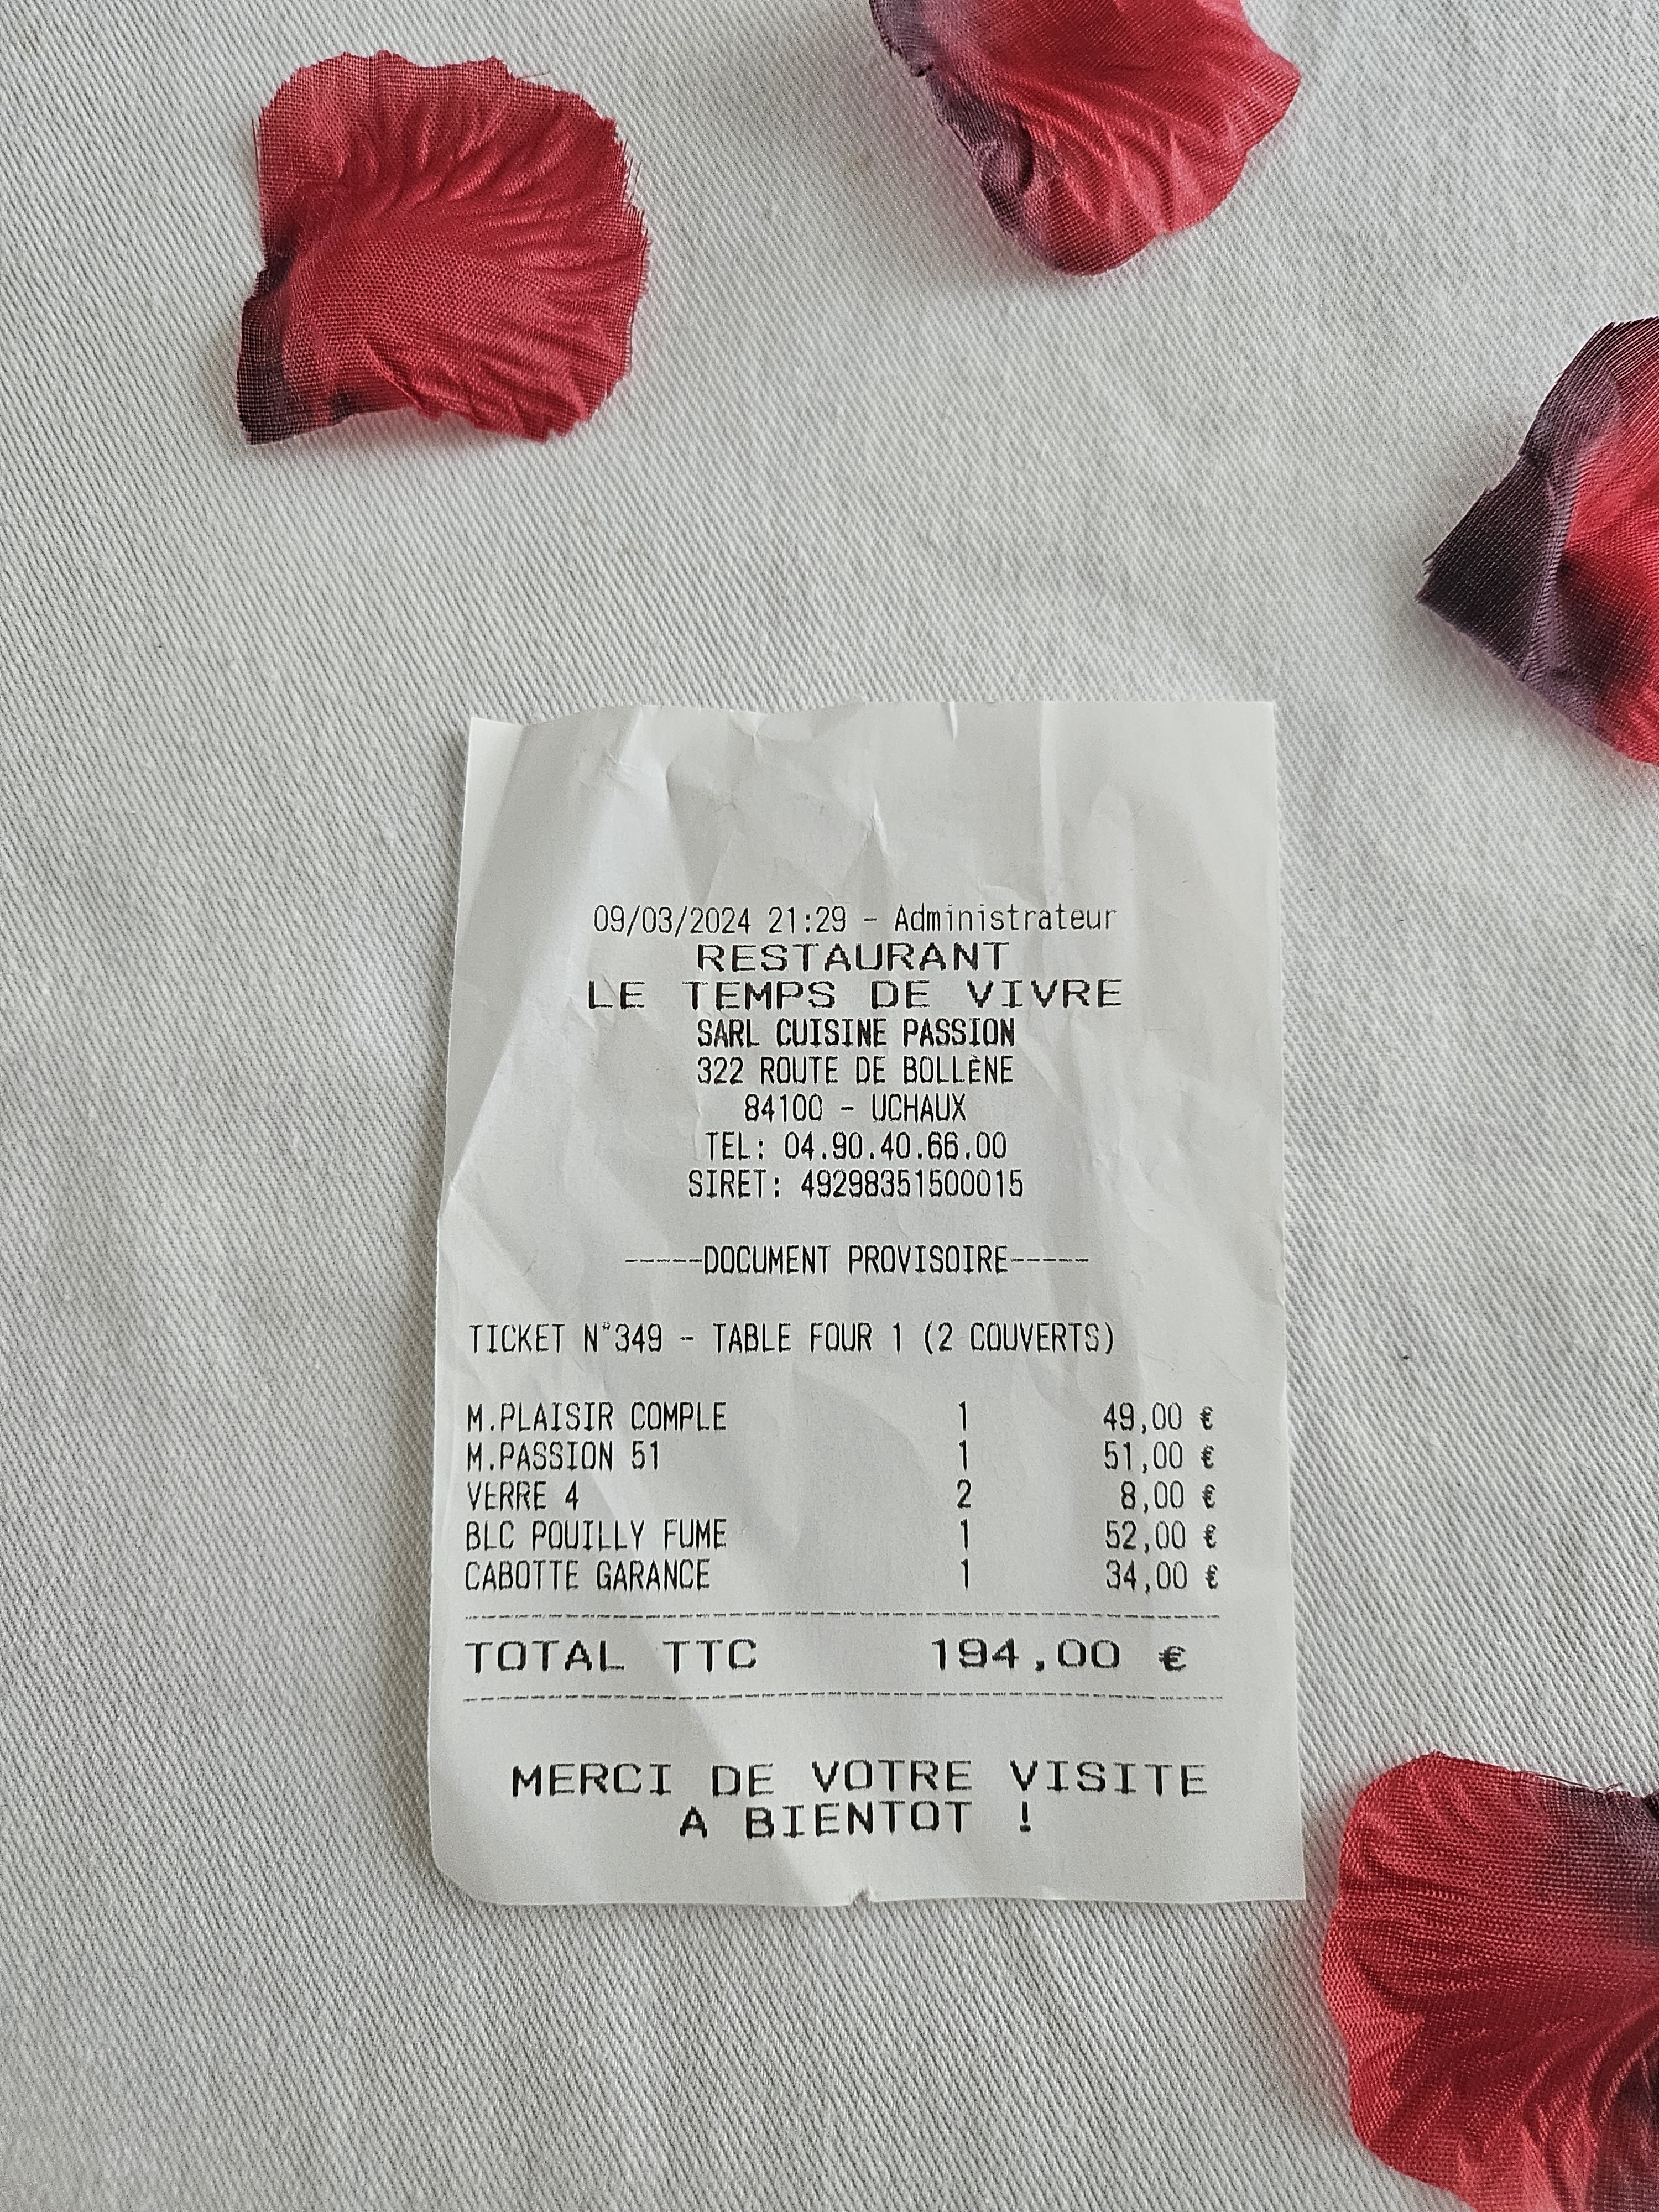 09/03/2024 21:29 - Administrateur
RESTAURANT
LE TEMPS DE VIVRE
SARL CUISINE PASSION
322 ROUTE DE BOLLÈNE
84100 - UCHAUX
TEL: 04.90.40.66.00
SIRET: 49298351500015
-----DOCUMENT PROVISOIRE-----
TICKET N°349 - TABLE FOUR 1 (2 COUVERTS)
M.PLAISIR COMPLE 1 49,00 €
M.PASSION 51 1 51,00 €
VERRE 4 2 8,00 €
BLC POUILLY FUME 1 52,00 €
CABOTTE GARANCE 1 34,00 €
TOTAL TTC 194,00 €
MERCI DE VOTRE VISITE
A BIENTOT !